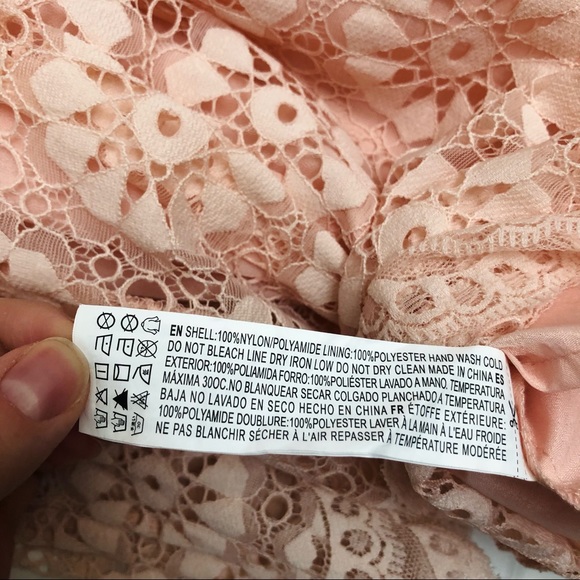 EN SHELL:100%NYLON/POLYAMIDE LINING:100%POLYESTER HAND WASH COLD
DO NOT BLEACH LINE DRY IRON LOW DO NOT DRY CLEAN MADE IN CHINA ES
EXTERIOR:100%POLIAMIDA FORRO:100%POLIÉSTER LAVADO A MANO, TEMPERATURA
MÁXIMA 30OC.NO BLANQUEAR SECAR COLGADO PLANCHADO A TEMPERATURA
BAJA NO LAVADO EN SECO HECHO EN CHINA FR ÉTOFFE EXTÉRIEURE:
100%POLYAMIDE DOUBLURE:100%POLYESTER LAVER À LA MAIN À L'EAU FROIDE
NE PAS BLANCHIR SÉCHER À L'AIR REPASSER À TEMPÉRATURE MODÉRÉE